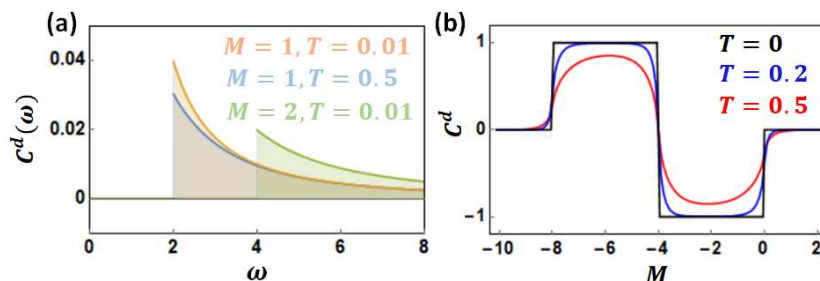 (a)
M = 1, T = 0.01
M = 1, T = 0.5
M = 2, T = 0.01
C^d(ω)
0.04
0.02
0
0 2 4 6 8
ω
(b)
T = 0
T = 0.2
T = 0.5
C^d
1
0
-1
-10 -8 -6 -4 -2 0 2
M